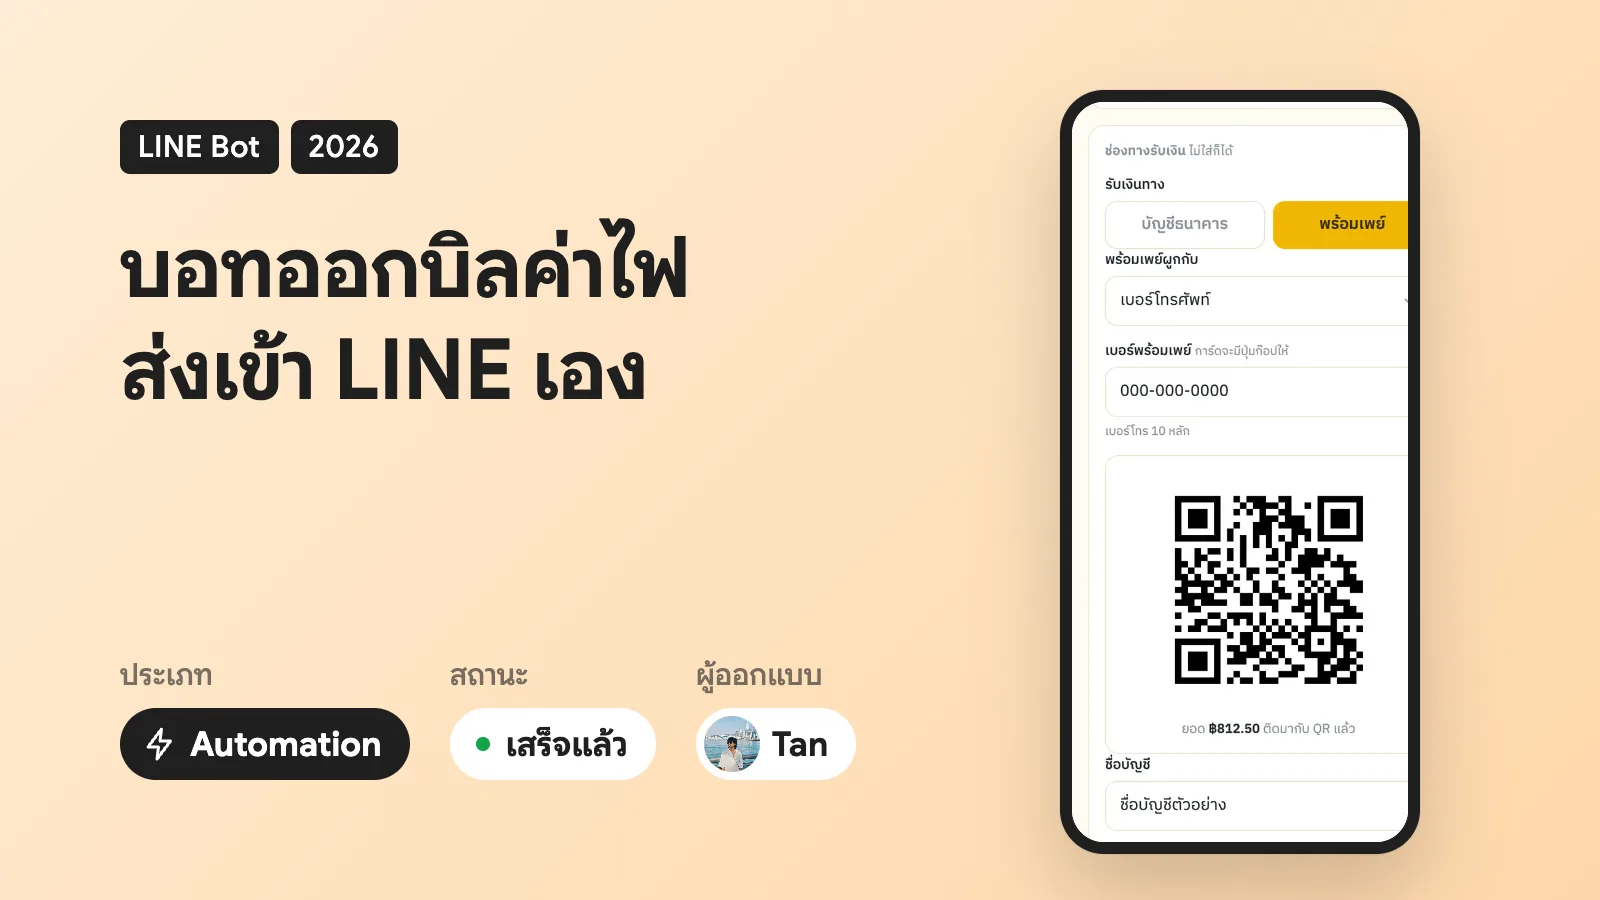 LINE Bot
2026
บอทออกบิลค่าไฟ
ส่งเข้า LINE เอง
ประเภท
Automation
สถานะ
เสร็จแล้ว
ผู้ออกแบบ
Tan
ช่องทางรับเงิน ไม่ใส่ก็ได้
รับเงินทาง
บัญชีธนาคาร
พร้อมเพย์
พร้อมเพย์ผูกกับ
เบอร์โทรศัพท์
เบอร์พร้อมเพย์ การ์ดจะมีปุ่มก๊อปให้
000-000-0000
เบอร์โทร 10 หลัก
ยอด ฿812.50 ติดมากับ QR แล้ว
ชื่อบัญชี
ชื่อบัญชีตัวอย่าง